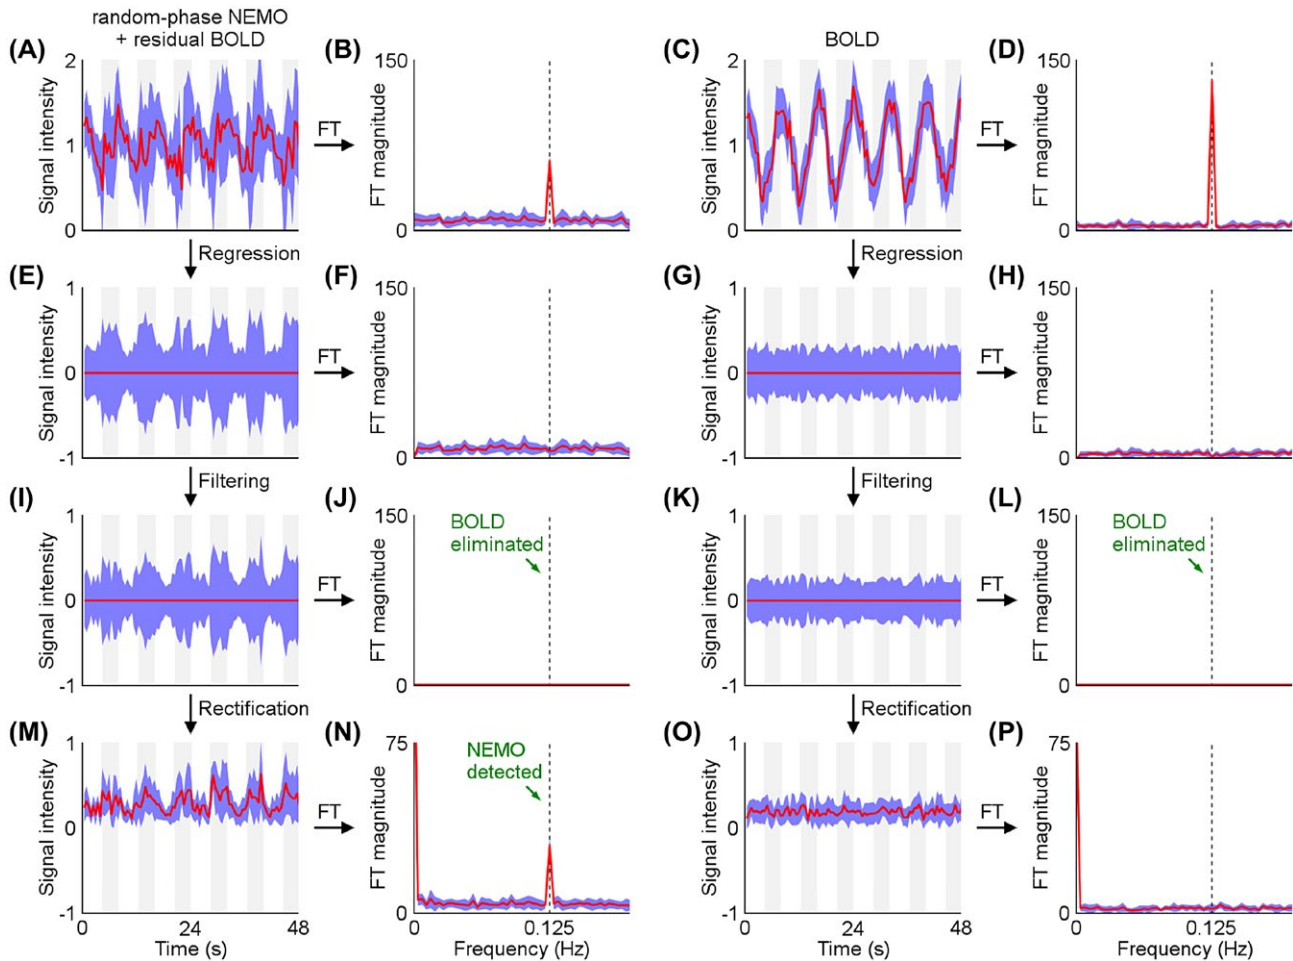 random-phase NEMO
+ residual BOLD
BOLD
(A)
Signal intensity
2
1
0
FT
(B)
FT magnitude
150
0
(C)
Signal intensity
2
1
0
FT
(D)
FT magnitude
150
0
Regression
Regression
(E)
Signal intensity
1
0
-1
FT
(F)
FT magnitude
150
0
(G)
Signal intensity
1
0
-1
FT
(H)
FT magnitude
150
0
Filtering
Filtering
(I)
Signal intensity
1
0
-1
FT
(J)
FT magnitude
150
0
BOLD
eliminated
(K)
Signal intensity
1
0
-1
FT
(L)
FT magnitude
150
0
BOLD
eliminated
Rectification
Rectification
(M)
Signal intensity
1
0
-1
0
24
48
Time (s)
FT
(N)
FT magnitude
75
0
NEMO
detected
0.125
Frequency (Hz)
(O)
Signal intensity
1
0
-1
0
24
48
Time (s)
FT
(P)
FT magnitude
75
0
0.125
Frequency (Hz)